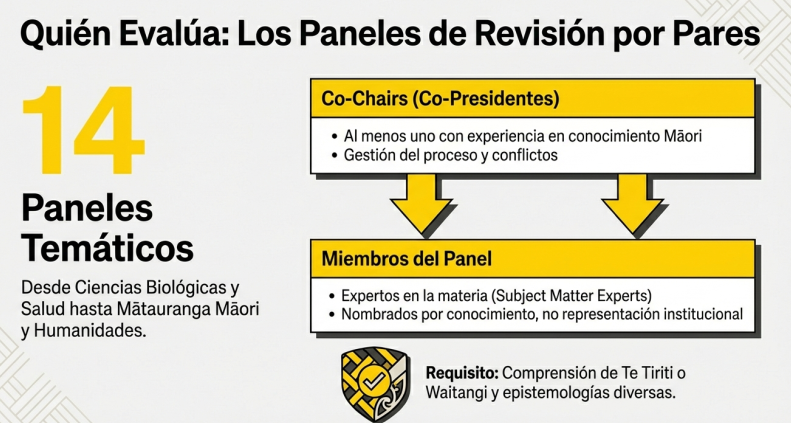 Quién Evalúa: Los Paneles de Revisión por Pares
14
Paneles
Temáticos
Desde Ciencias Biológicas y
Salud hasta Mātauranga Māori
y Humanidades.
Co-Chairs (Co-Presidentes)
• Al menos uno con experiencia en conocimiento Māori
• Gestión del proceso y conflictos
Miembros del Panel
• Expertos en la materia (Subject Matter Experts)
• Nombrados por conocimiento, no representación institucional
Requisito: Comprensión de Te Tiriti o
Waitangi y epistemologías diversas.